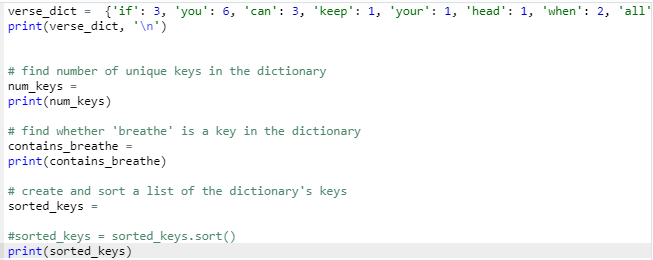 verse_dict =  {'if': 3, 'you': 6, 'can': 3, 'keep': 1, 'your': 1, 'head': 1, 'when': 2, 'all'
print(verse_dict, '\n')
# find number of unique keys in the dictionary
num_keys =
print(num_keys)
# find whether 'breathe' is a key in the dictionary
contains_breathe =
print(contains_breathe)
# create and sort a list of the dictionary's keys
sorted_keys =
#sorted_keys = sorted_keys.sort()
print(sorted_keys)